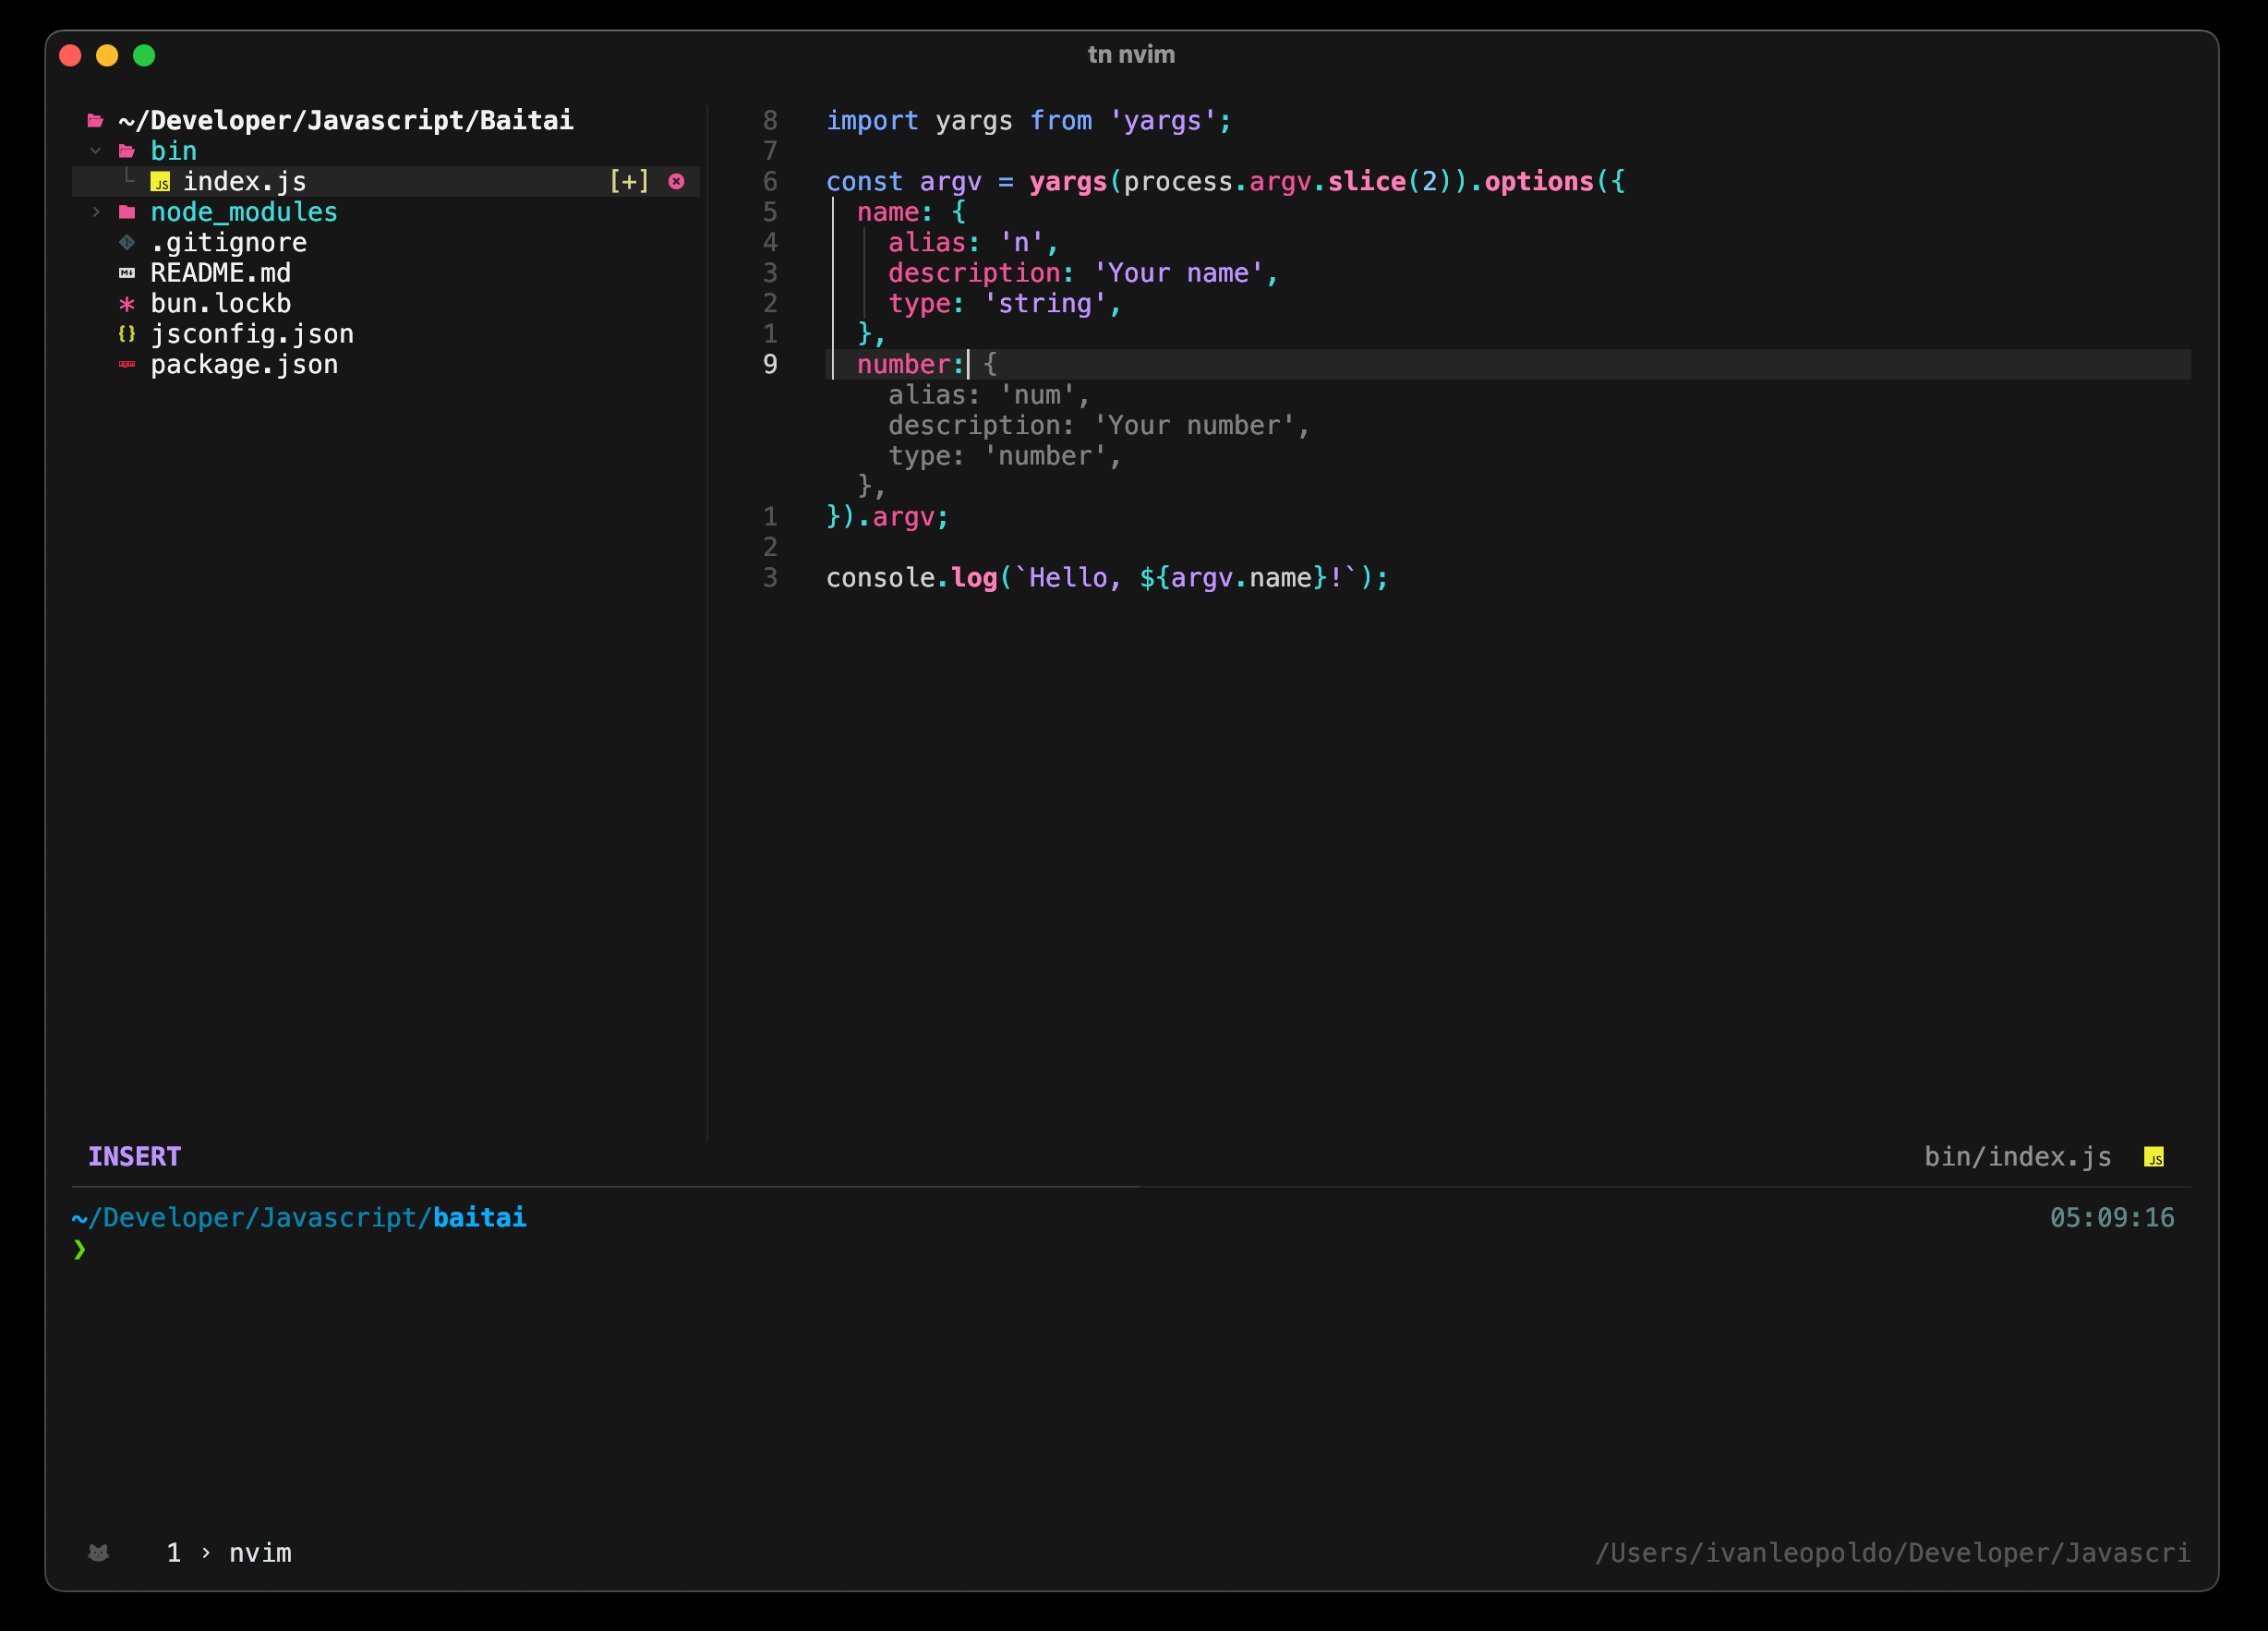 tn nvim
~/Developer/Javascript/Baitai
bin
JS index.js [+]
node_modules
.gitignore
README.md
bun.lockb
{} jsconfig.json
package.json
8 import yargs from 'yargs';
7
6 const argv = yargs(process.argv.slice(2)).options({
5   name: {
4     alias: 'n',
3     description: 'Your name',
2     type: 'string',
1   },
9   number: {
    alias: 'num',
    description: 'Your number',
    type: 'number',
  },
1 }).argv;
2
3 console.log(`Hello, ${argv.name}!`);
INSERT bin/index.js JS
~/Developer/Javascript/baitai 05:09:16
❯
1 › nvim /Users/ivanleopoldo/Developer/Javascri